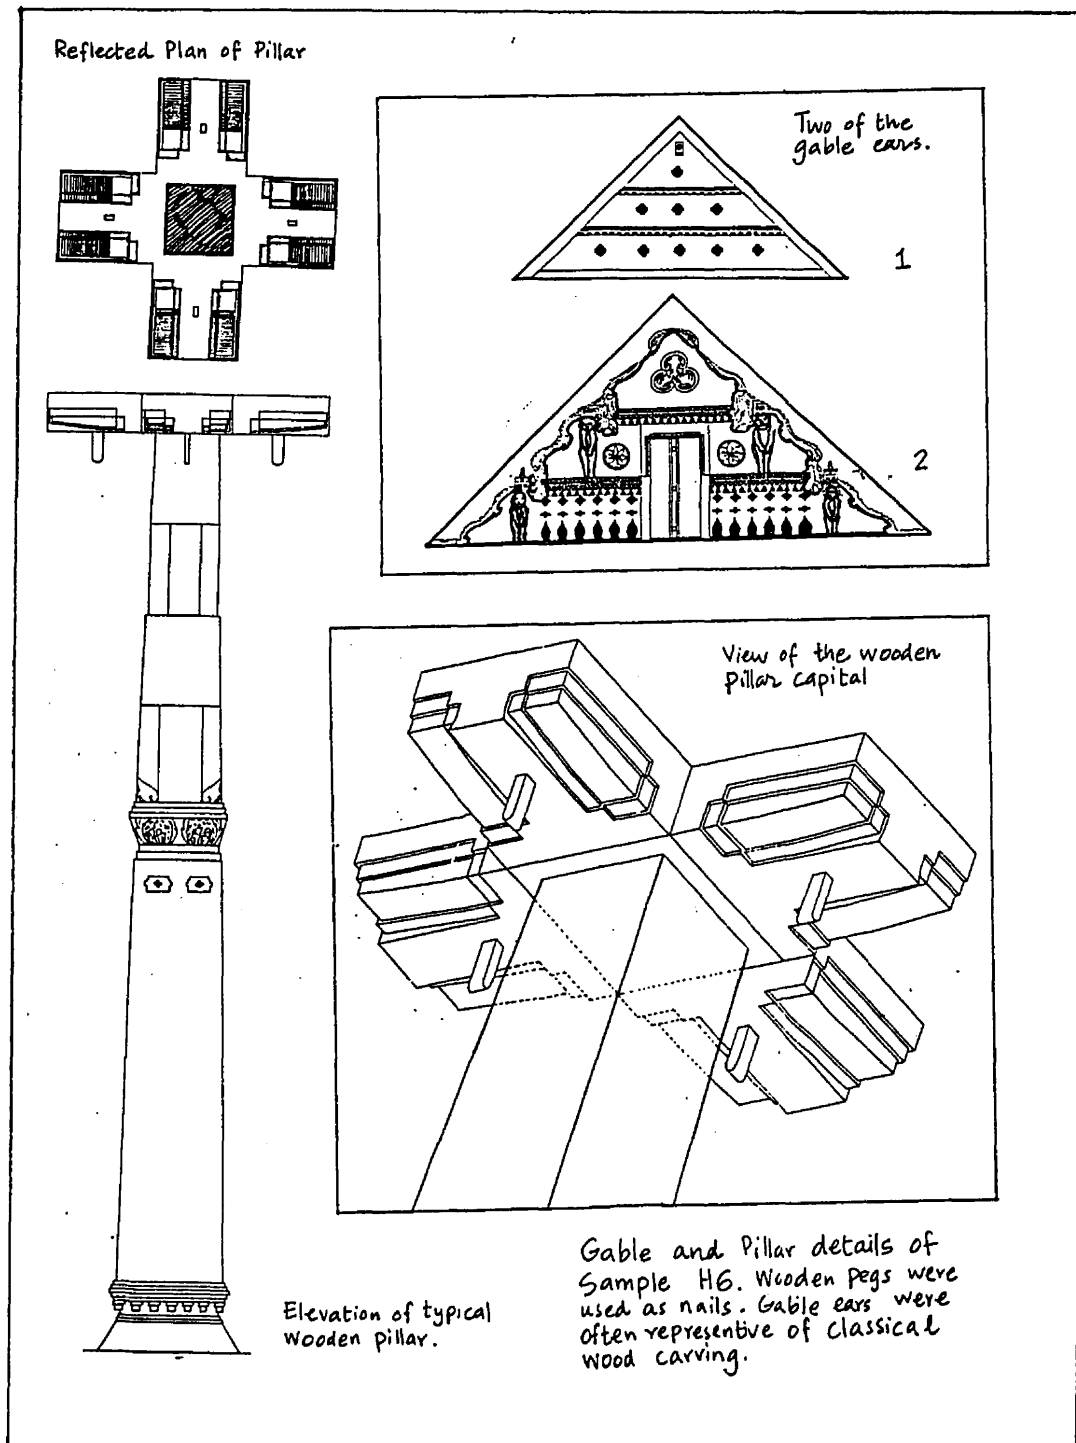 Reflected Plan of Pillar
Two of the
gable ears.
1
2
View of the wooden
pillar capital
Elevation of typical
wooden pillar.
Gable and Pillar details of
Sample H6. Wooden pegs were
used as nails. Gable ears were
often representive of classical
wood carving.